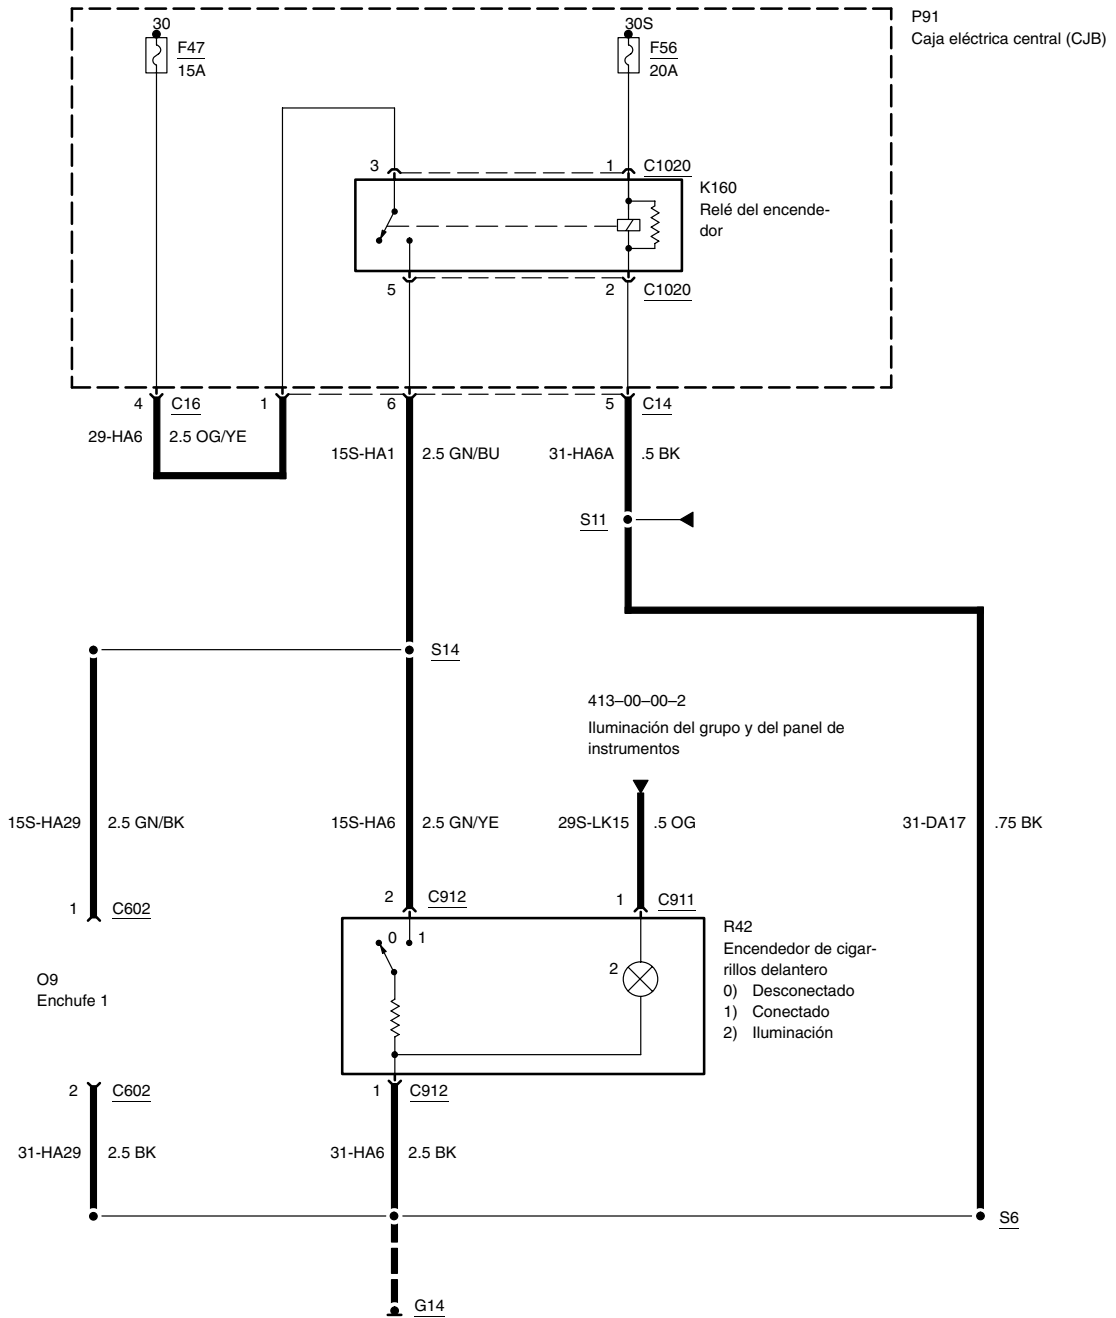 P91
Caja eléctrica central (CJB)
30
F47
15A
30S
F56
20A
3
1
C1020
K160
Relé del encende-
dor
5
2
C1020
4
C16
1
6
5
C14
29-HA6
2.5 OG/YE
15S-HA1
2.5 GN/BU
31-HA6A
.5 BK
S11
S14
413–00–00–2
Iluminación del grupo y del panel de
instrumentos
15S-HA29
2.5 GN/BK
15S-HA6
2.5 GN/YE
29S-LK15
.5 OG
31-DA17
.75 BK
1
C602
2
C912
1
C911
0
1
2
R42
Encendedor de cigar-
rillos delantero
0) Desconectado
1) Conectado
2) Iluminación
O9
Enchufe 1
2
C602
1
C912
31-HA29
2.5 BK
31-HA6
2.5 BK
S6
G14